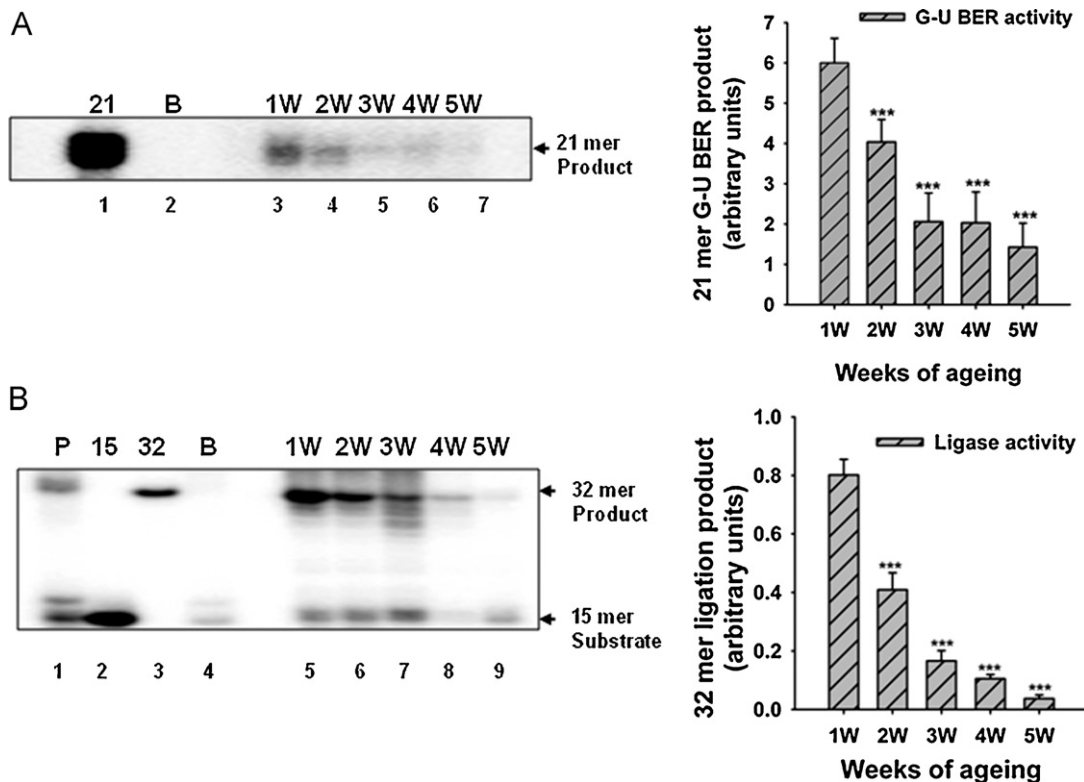 A
21 B 1W 2W 3W 4W 5W
21 mer
Product
1 2 3 4 5 6 7
G-U BER activity
21 mer G-U BER product
(arbitrary units)
7
6
5
4
3
2
1
0
***
***
***
***
1W 2W 3W 4W 5W
Weeks of ageing
B
P 15 32 B 1W 2W 3W 4W 5W
32 mer
Product
15 mer
Substrate
1 2 3 4 5 6 7 8 9
Ligase activity
32 mer ligation product
(arbitrary units)
1.0
0.8
0.6
0.4
0.2
0.0
***
***
***
***
1W 2W 3W 4W 5W
Weeks of ageing